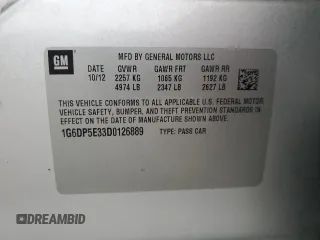 GM
MFD BY GENERAL MOTORS LLC
DATE GVWR GAWR FRT GAWR RR
10/12 2257 KG 1065 KG 1192 KG
4974 LB 2347 LB 2627 LB
THIS VEHICLE CONFORMS TO ALL APPLICABLE U.S. FEDERAL MOTOR
VEHICLE SAFETY, BUMPER, AND THEFT PREVENTION STANDARDS IN
EFFECT ON THE DATE OF MANUFACTURE SHOWN ABOVE.
1G6DP5E33D0126889 TYPE: PASS CAR
DREAMBID